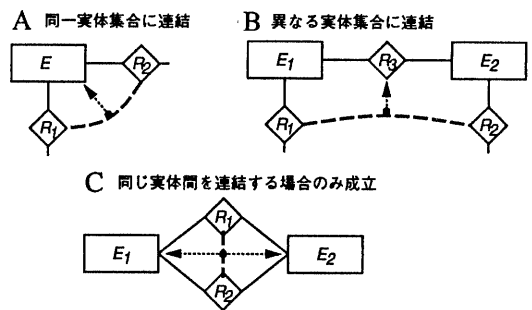 A 同一実体集合に連結
E
R2
R1
B 異なる実体集合に連結
E1
R3
E2
R1
R2
C 同じ実体間を連結する場合のみ成立
R1
E1
E2
R2